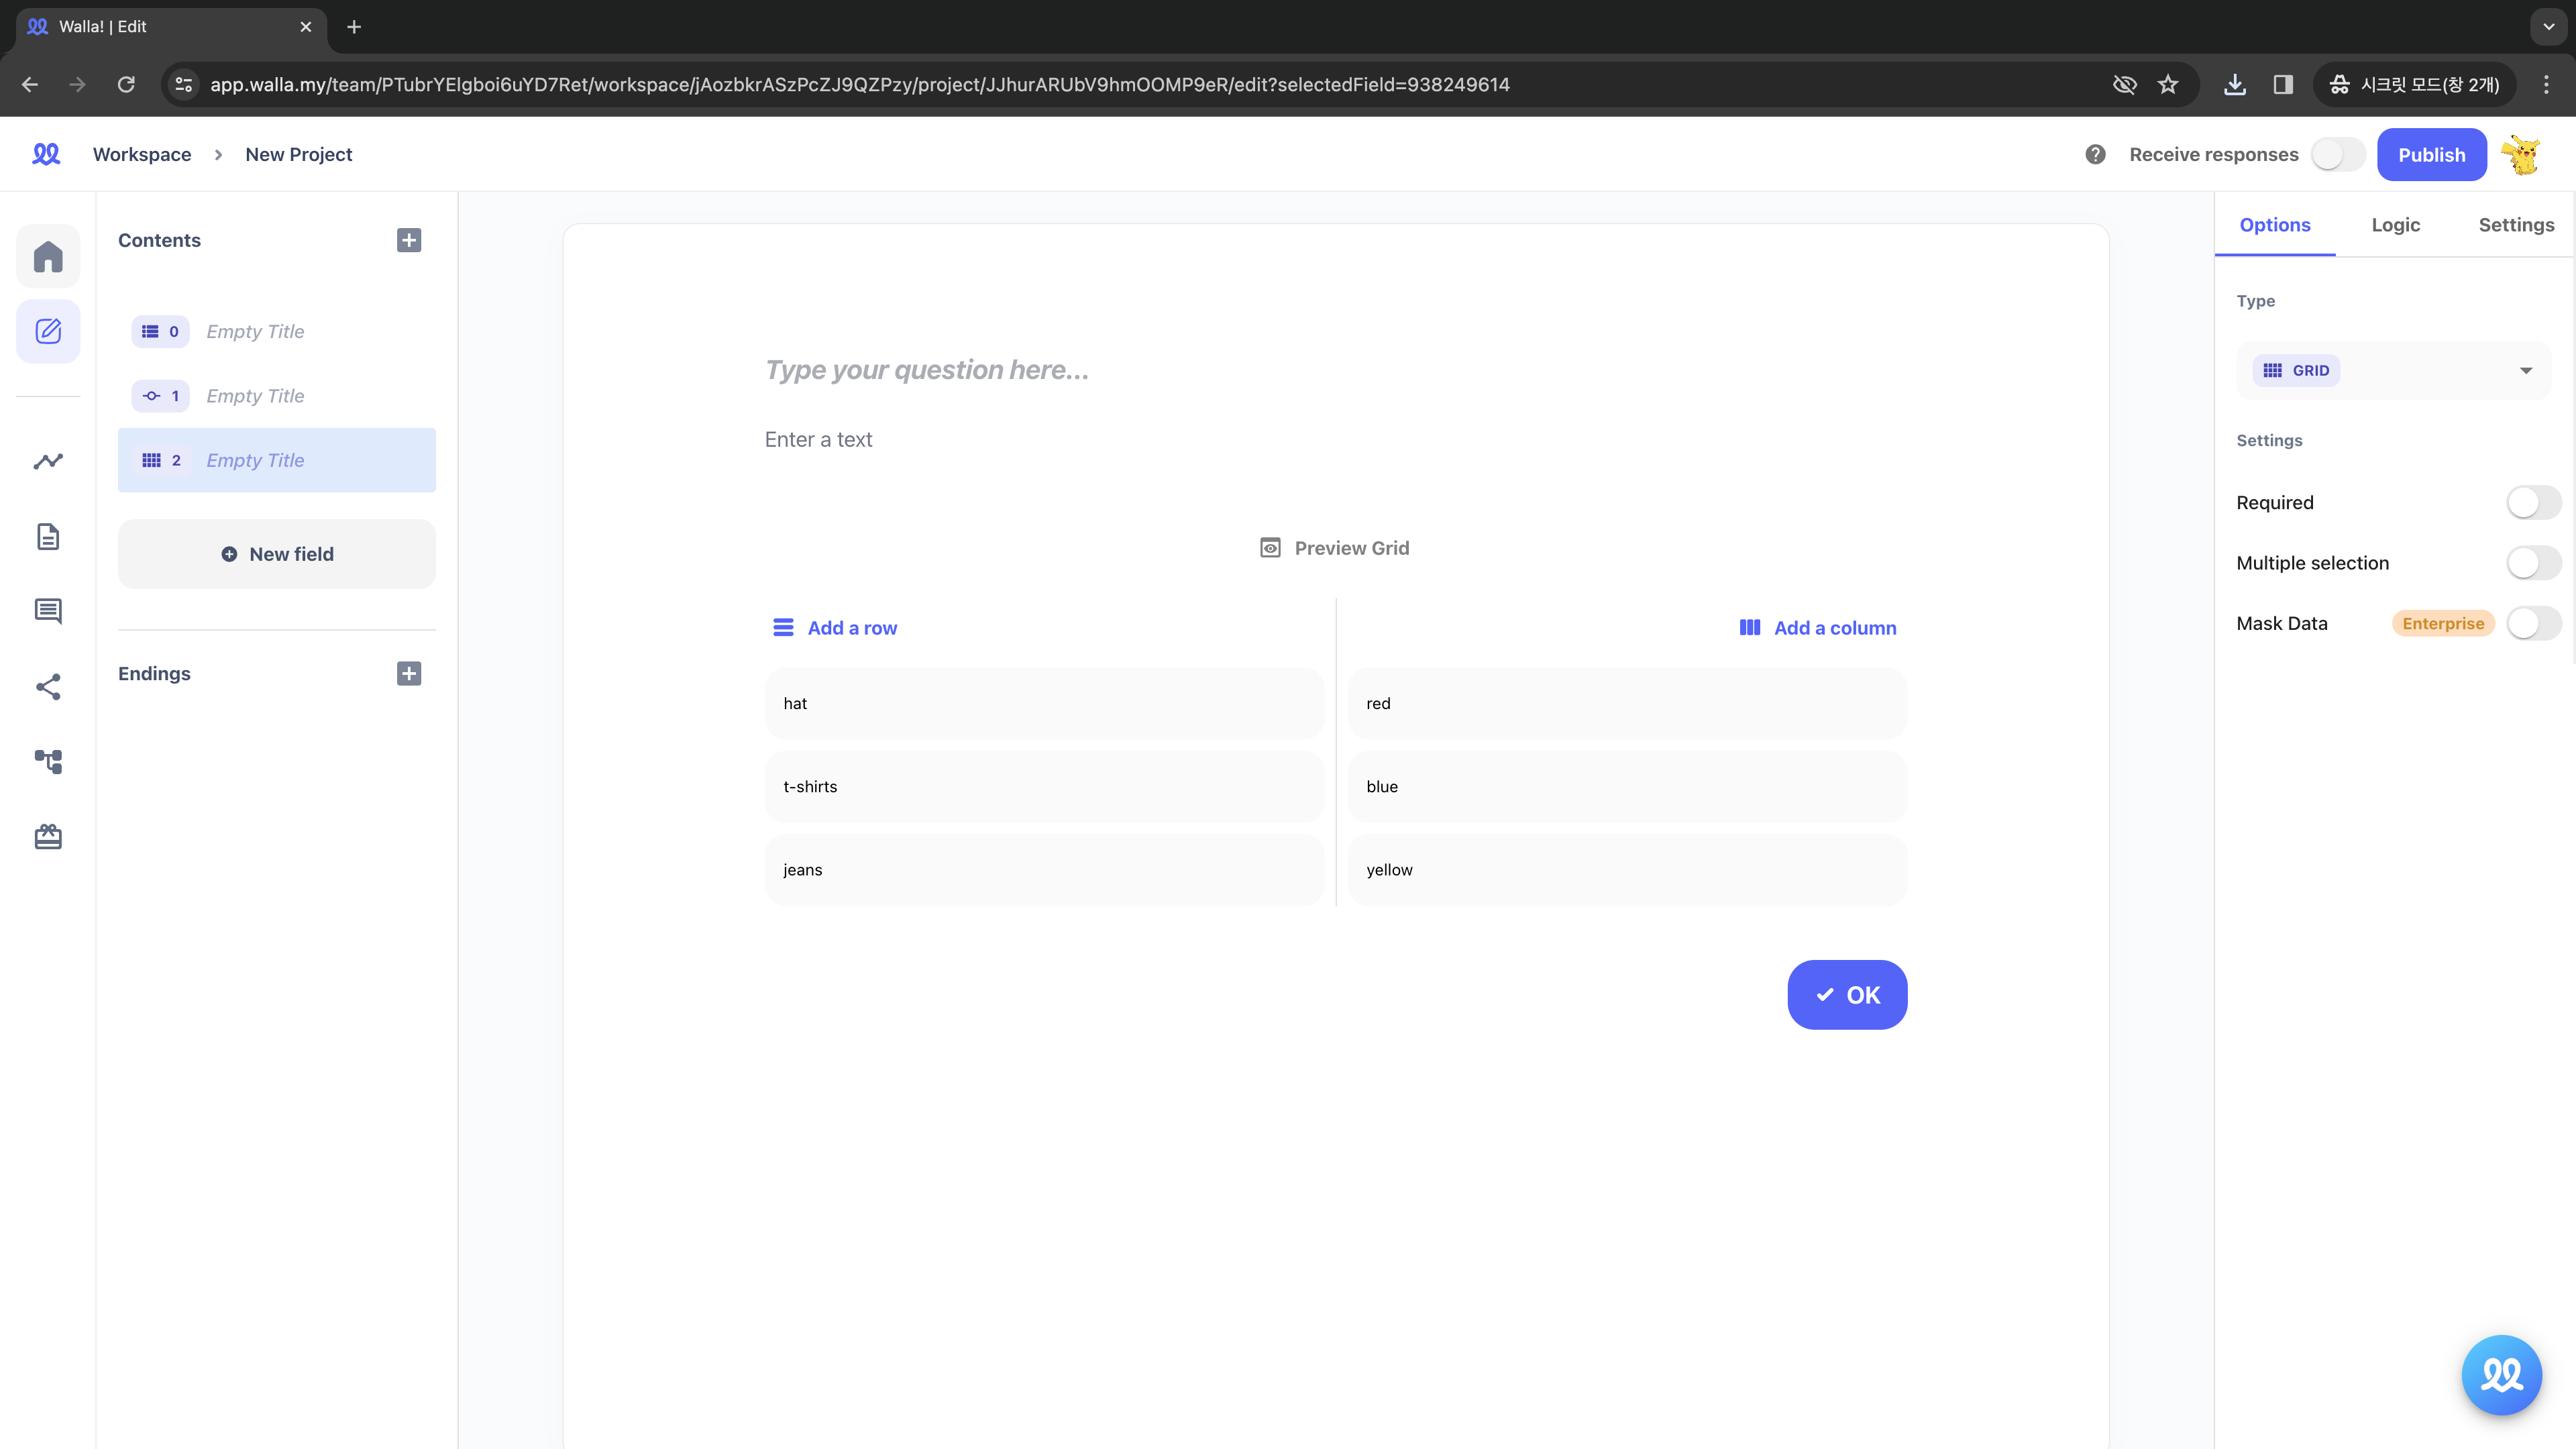 Walla! | Edit
app.walla.my/team/PTubrYEIgboi6uYD7Ret/workspace/jAozbkrASzPcZJ9QZPzy/project/JJhurARUbV9hmOOMP9eR/edit?selectedField=938249614
시크릿 모드(창 2개)
Workspace > New Project
Receive responses
Publish
Contents
0 Empty Title
1 Empty Title
2 Empty Title
New field
Endings
Type your question here...
Enter a text
Preview Grid
Add a row
Add a column
hat
red
t-shirts
blue
jeans
yellow
OK
Options
Logic
Settings
Type
GRID
Settings
Required
Multiple selection
Mask Data
Enterprise